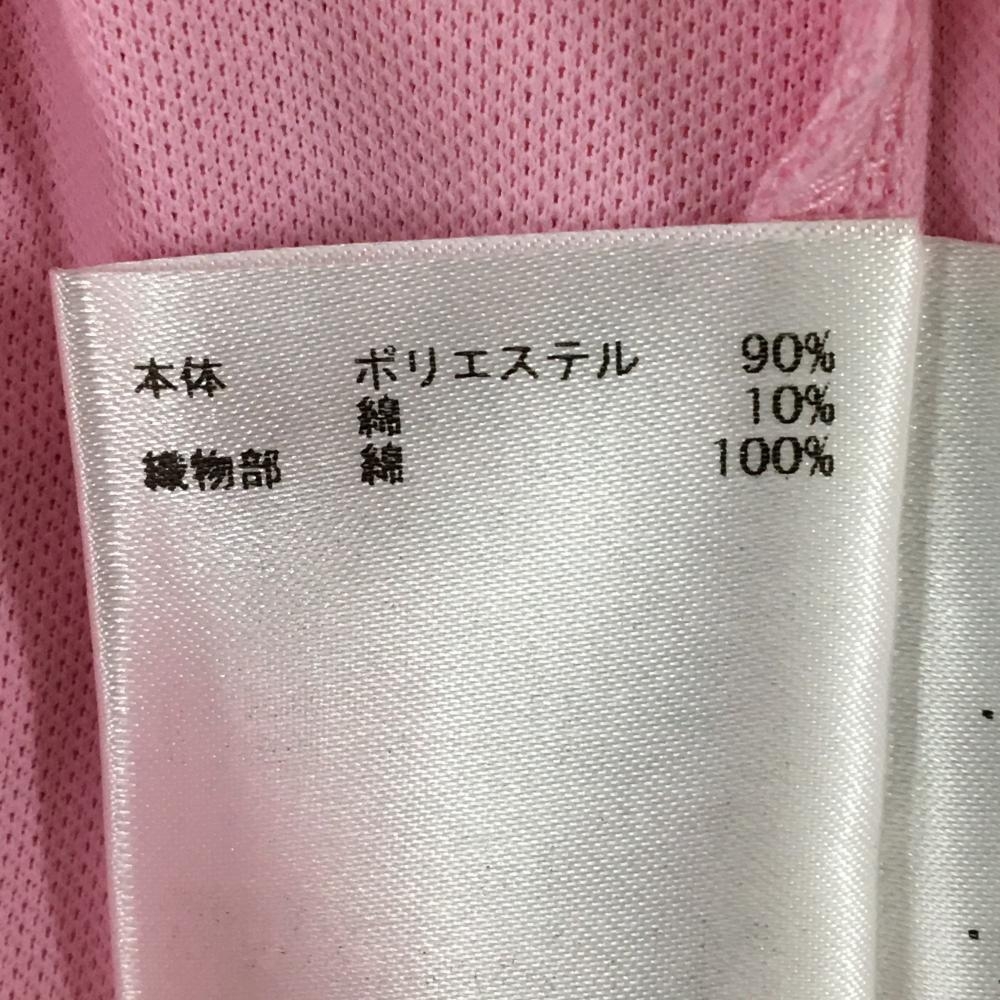 本体 ポリエステル 90%
綿 10%
織物部 綿 100%